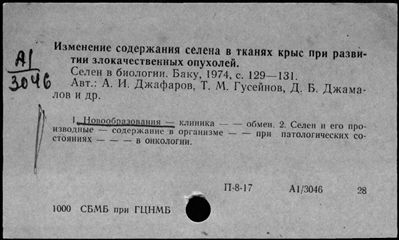 А1
3046
Изменение содержания селена в тканях крыс при разви-
тии злокачественных опухолей.
Селен в биологии. Баку, 1974, с. 129—131.
Авт.: А. И. Джафаров, Т. М. Гусейнов, Д. Б. Джама-
лов и др.
1. Новообразования — клиника — — обмен. 2. Селен и его про-
изводные — содержание в организме — — при патологических со-
стояниях — — — в онкологии.
П-8-17 А1/3046 28
1000 СБМБ при ГЦНМБ